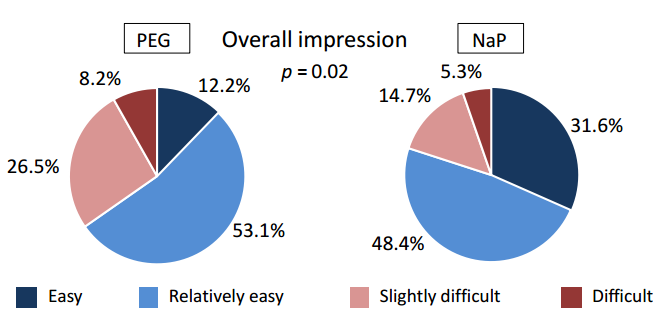 PEG
Overall impression
NaP
p = 0.02
8.2%
12.2%
26.5%
53.1%
5.3%
14.7%
31.6%
48.4%
Easy
Relatively easy
Slightly difficult
Difficult